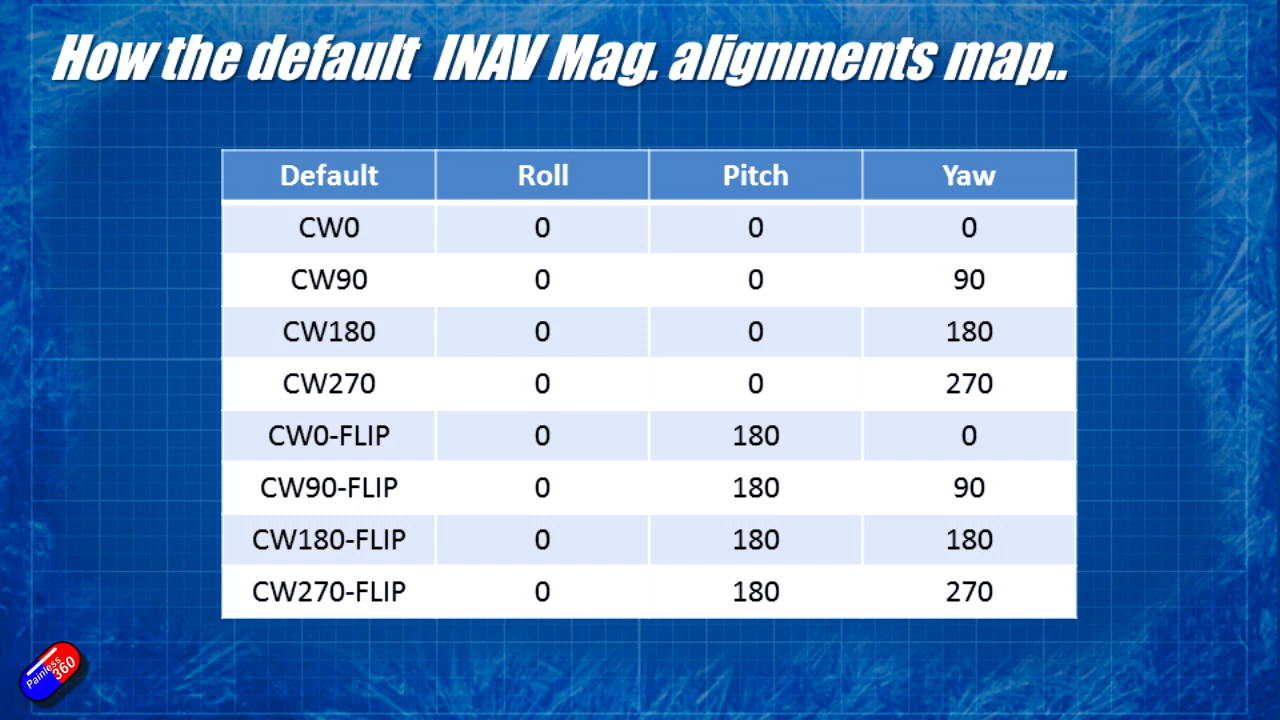 How the default INAV Mag. alignments map..
Default Roll Pitch Yaw
CW0 0 0 0
CW90 0 0 90
CW180 0 0 180
CW270 0 0 270
CW0-FLIP 0 180 0
CW90-FLIP 0 180 90
CW180-FLIP 0 180 180
CW270-FLIP 0 180 270
Painless
360